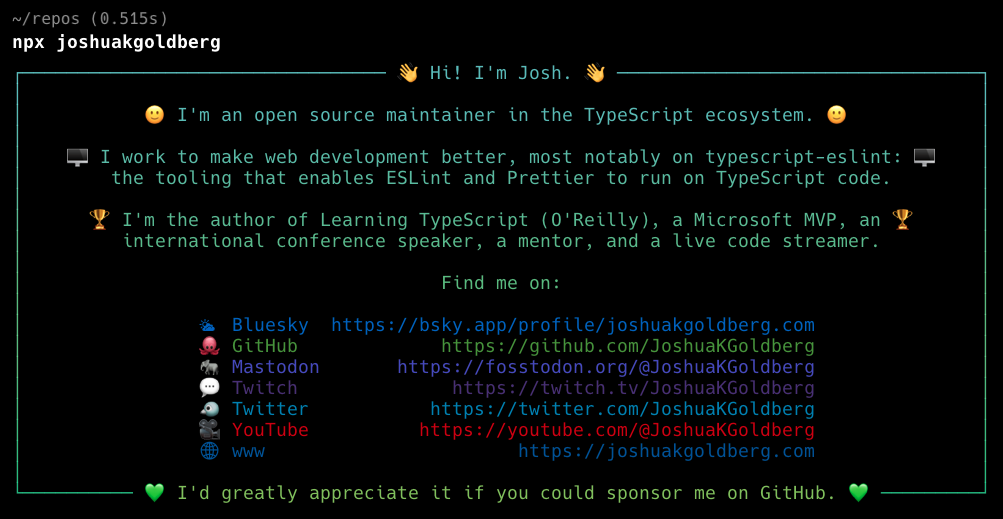 ~/repos (0.515s)
npx joshuakgoldberg
👋 Hi! I'm Josh. 👋
🙂 I'm an open source maintainer in the TypeScript ecosystem. 🙂
🖥️ I work to make web development better, most notably on typescript-eslint: 🖥️
the tooling that enables ESLint and Prettier to run on TypeScript code.
🏆 I'm the author of Learning TypeScript (O'Reilly), a Microsoft MVP, an 🏆
international conference speaker, a mentor, and a live code streamer.
Find me on:
🌥️ Bluesky https://bsky.app/profile/joshuakgoldberg.com
🐙 GitHub https://github.com/JoshuaKGoldberg
🐘 Mastodon https://fosstodon.org/@JoshuaKGoldberg
💬 Twitch https://twitch.tv/JoshuaKGoldberg
🐦 Twitter https://twitter.com/JoshuaKGoldberg
🎥 YouTube https://youtube.com/@JoshuaKGoldberg
🌐 www https://joshuakgoldberg.com
💚 I'd greatly appreciate it if you could sponsor me on GitHub. 💚